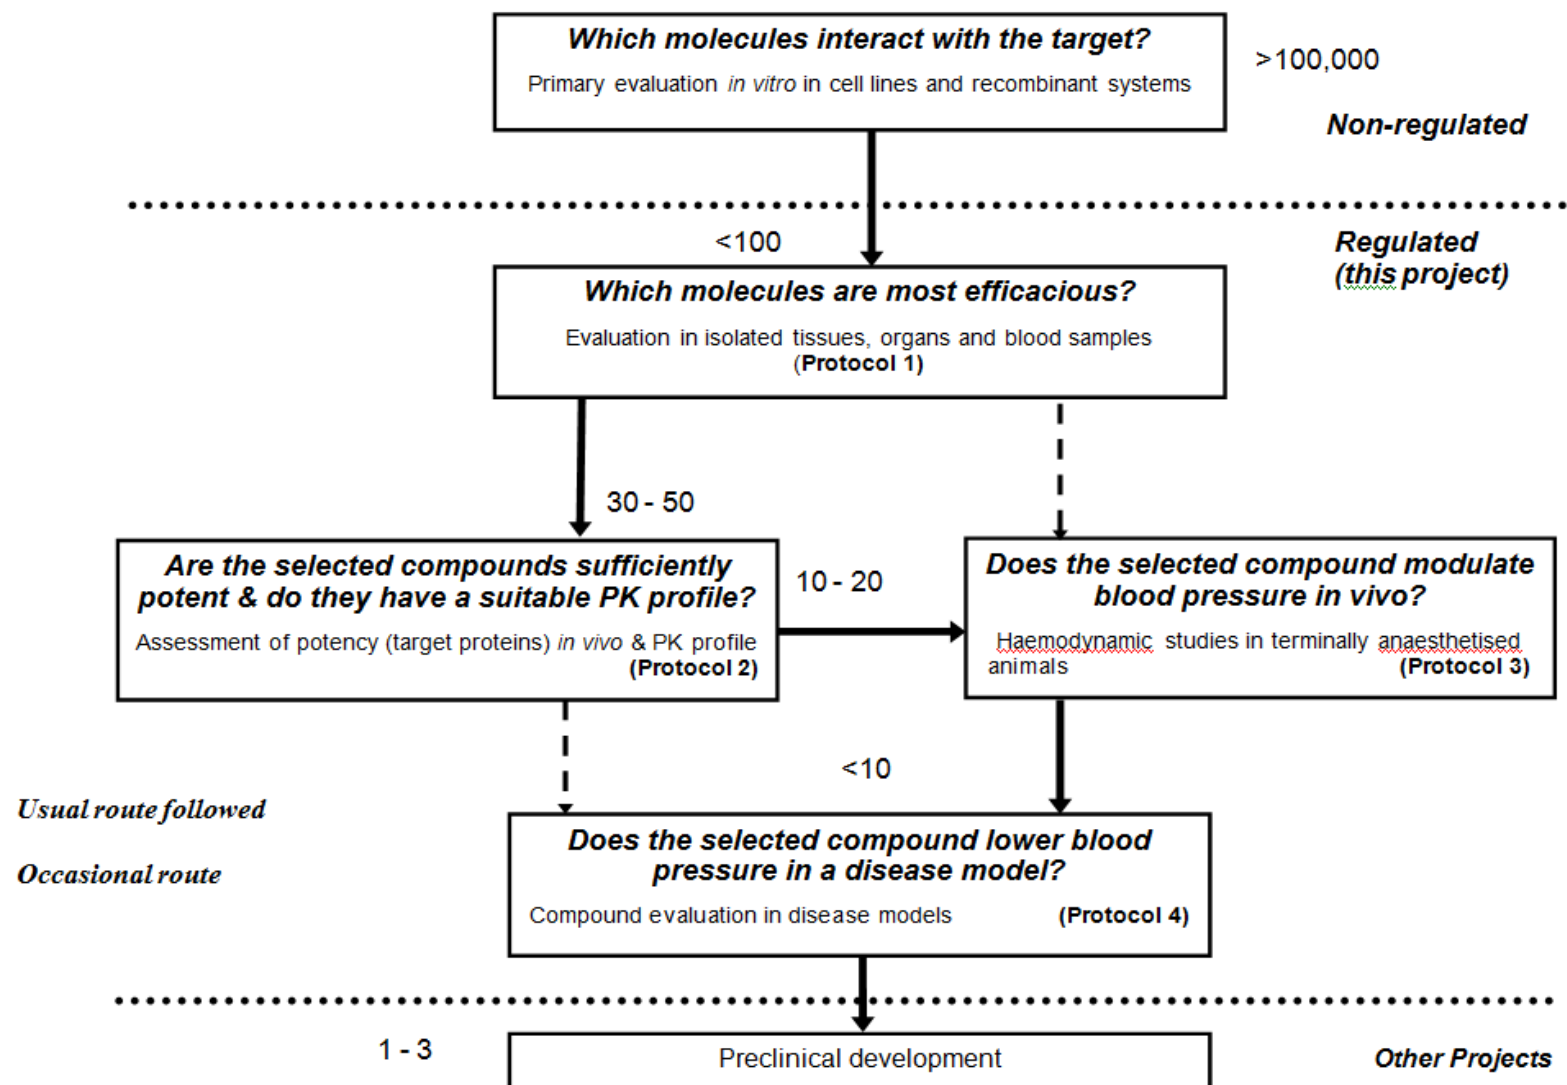 Which molecules interact with the target?
Primary evaluation in vitro in cell lines and recombinant systems
>100,000
Non-regulated
<100
Regulated
(this project)
Which molecules are most efficacious?
Evaluation in isolated tissues, organs and blood samples
(Protocol 1)
30 - 50
Are the selected compounds sufficiently
potent & do they have a suitable PK profile?
Assessment of potency (target proteins) in vivo & PK profile
(Protocol 2)
10 - 20
Does the selected compound modulate
blood pressure in vivo?
Haemodynamic studies in terminally anaesthetised
animals (Protocol 3)
<10
Usual route followed
Occasional route
Does the selected compound lower blood
pressure in a disease model?
Compound evaluation in disease models (Protocol 4)
1 - 3
Preclinical development
Other Projects